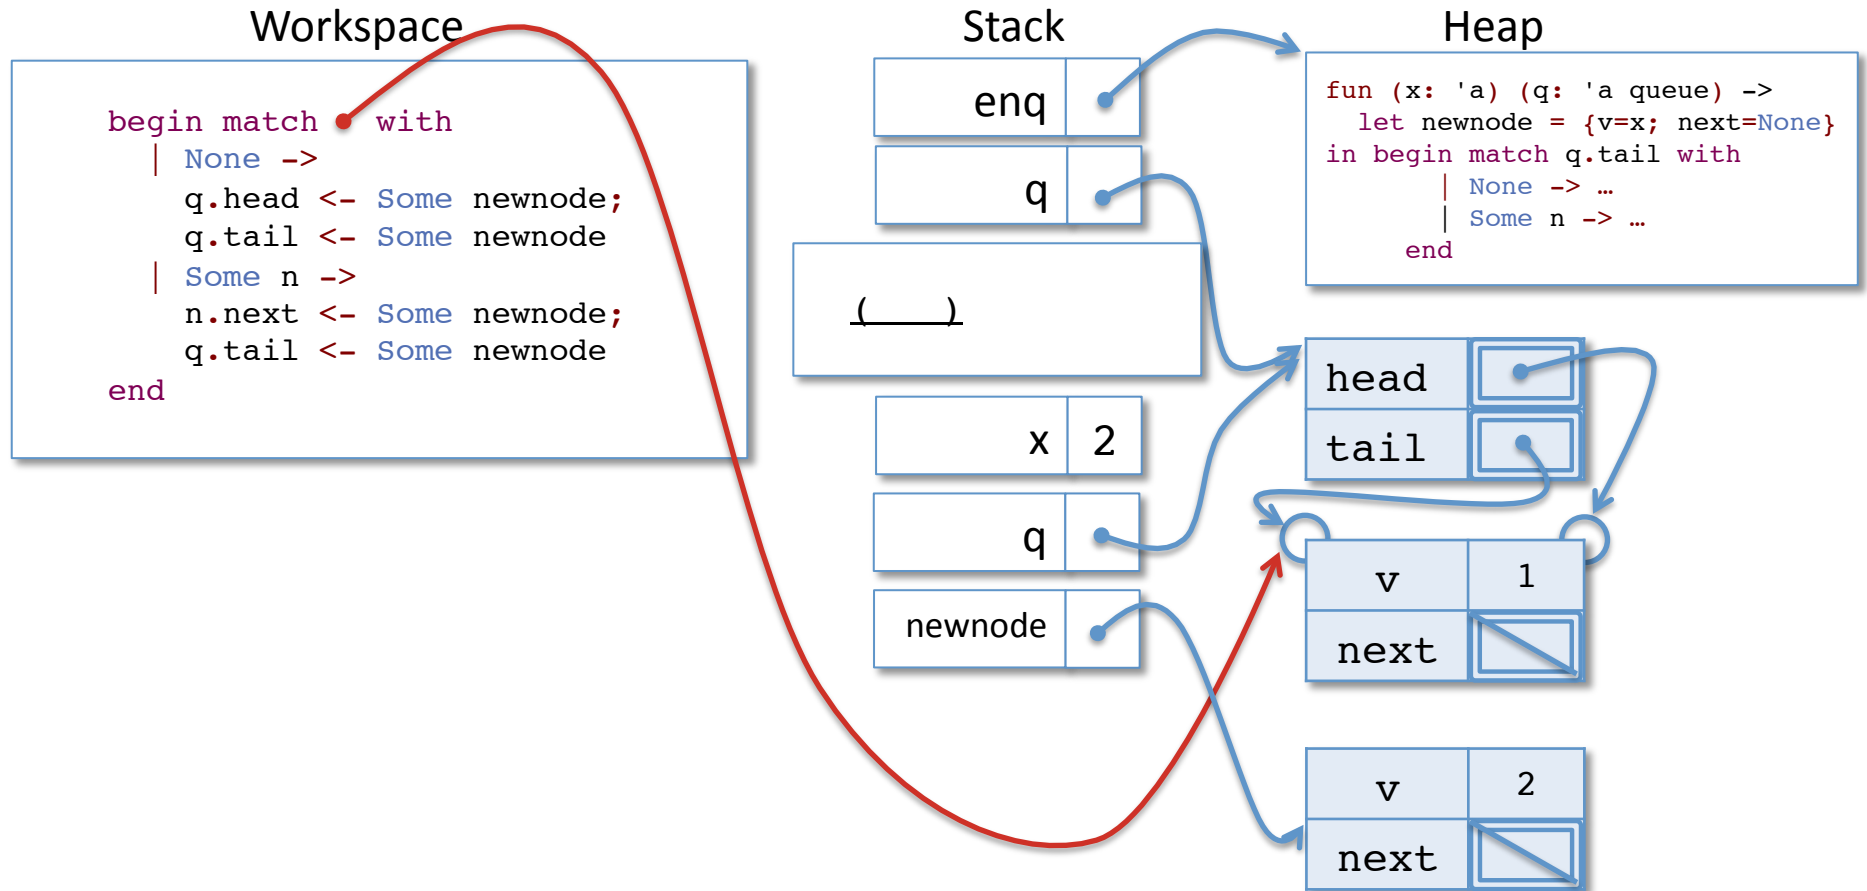 Workspace
begin match with
| None ->
q.head <- Some newnode;
q.tail <- Some newnode
| Some n ->
n.next <- Some newnode;
q.tail <- Some newnode
end
Stack
enq
q
( )
x 2
q
newnode
Heap
fun (x: 'a) (q: 'a queue) ->
let newnode = {v=x; next=None}
in begin match q.tail with
| None -> …
| Some n -> …
end
head
tail
v 1
next
v 2
next